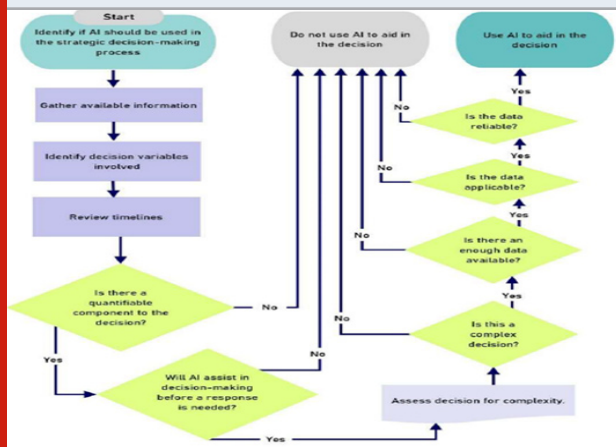 Start
Identify if AI should be used in
the strategic decision-making
process
Gather available information
Identify decision variables
involved
Review timelines
Is there a
quantifiable
component to the
decision?
No
Yes
Will AI assist in
decision-making
before a response
is needed?
No
Yes
Assess decision for complexity.
Is this a
complex
decision?
No
Yes
Is there an
enough data
available?
No
Yes
Is the data
applicable?
No
Yes
Is the data
reliable?
No
Yes
Do not use AI to aid in
the decision
Use AI to aid in the
decision